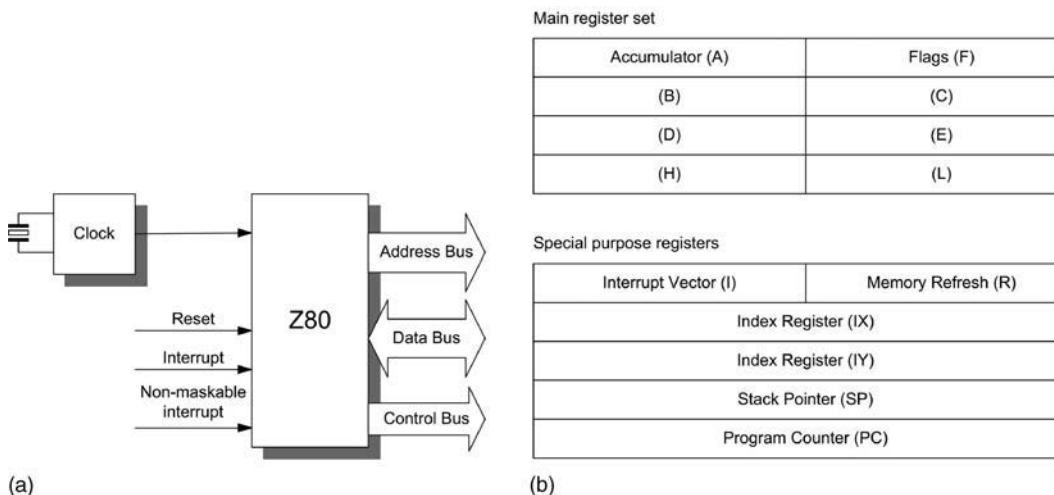 Clock
Reset
Interrupt
Non-maskable
interrupt
Z80
Address Bus
Data Bus
Control Bus
(a)
Main register set
Accumulator (A) Flags (F)
(B) (C)
(D) (E)
(H) (L)
Special purpose registers
Interrupt Vector (I) Memory Refresh (R)
Index Register (IX)
Index Register (IY)
Stack Pointer (SP)
Program Counter (PC)
(b)